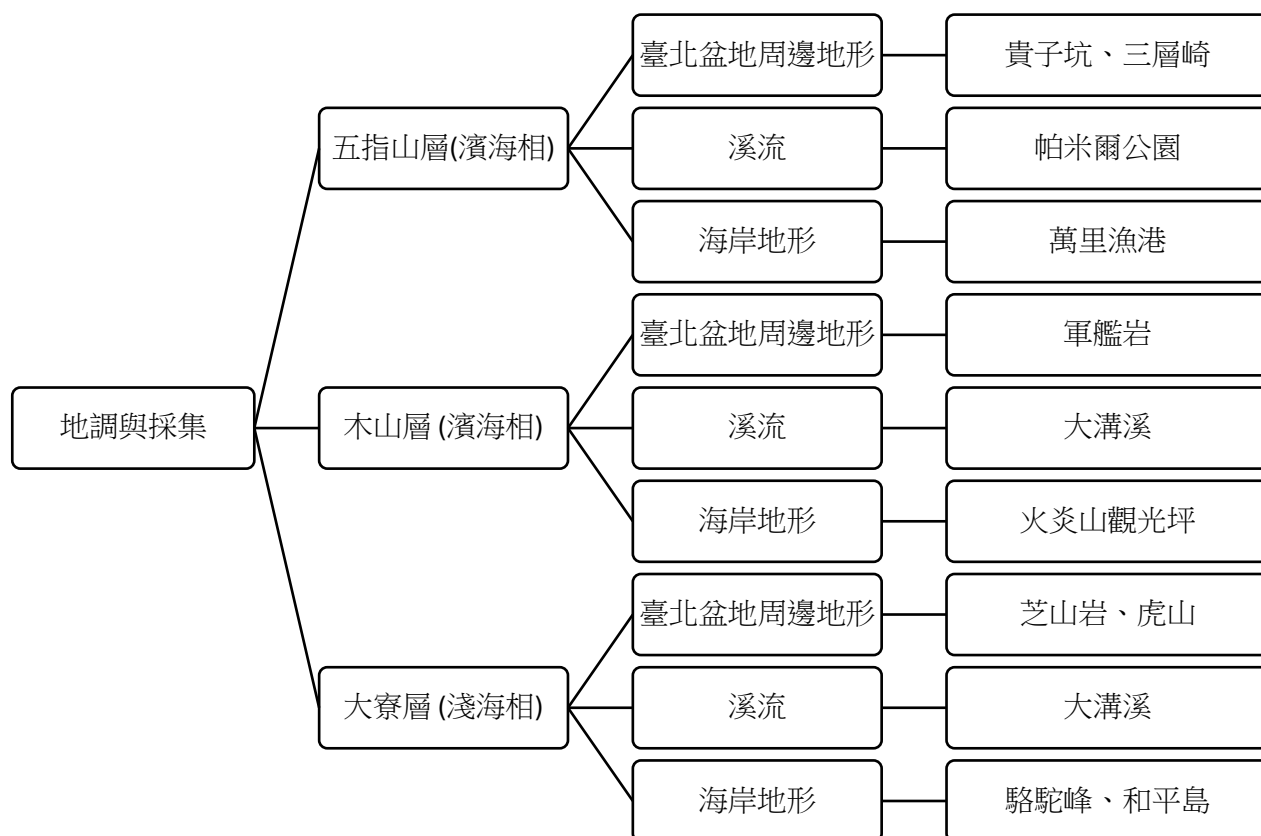 地調與採集
五指山層(濱海相)
臺北盆地周邊地形
貴子坑、三層崎
溪流
帕米爾公園
海岸地形
萬里漁港
木山層 (濱海相)
臺北盆地周邊地形
軍艦岩
溪流
大溝溪
海岸地形
火炎山觀光坪
大寮層 (淺海相)
臺北盆地周邊地形
芝山岩、虎山
溪流
大溝溪
海岸地形
駱駝峰、和平島